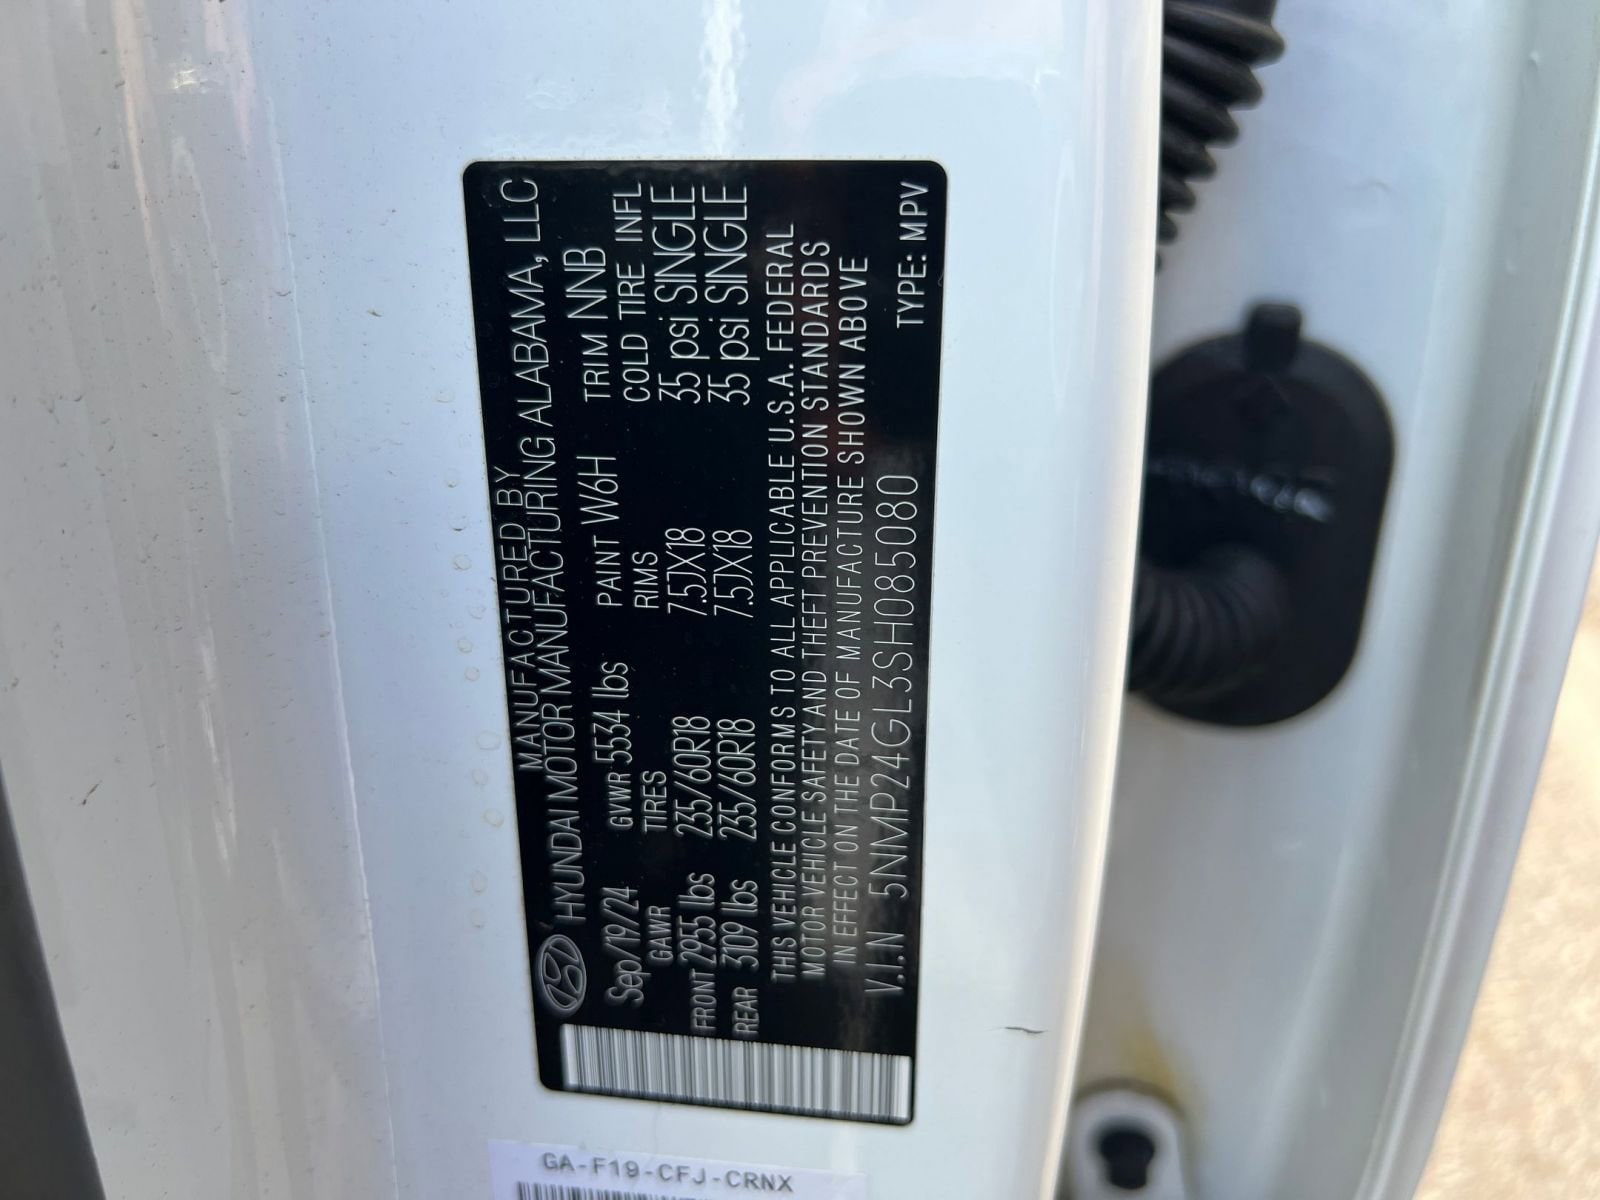 MANUFACTURED BY
HYUNDAI MOTOR MANUFACTURING ALABAMA, LLC
Sep/19/24 GVWR 5534 lbs PAINT W6H TRIM NNB
GAWR TIRES RIMS COLD TIRE INFL
FRONT 2955 lbs 235/60R18 7.5JX18 35 psi SINGLE
REAR 3109 lbs 235/60R18 7.5JX18 35 psi SINGLE
THIS VEHICLE CONFORMS TO ALL APPLICABLE U.S.A. FEDERAL
MOTOR VEHICLE SAFETY AND THEFT PREVENTION STANDARDS
IN EFFECT ON THE DATE OF MANUFACTURE SHOWN ABOVE
V.I.N 5NMP24GL3SH085080 TYPE: MPV
GA-F19-CFJ-CRNX